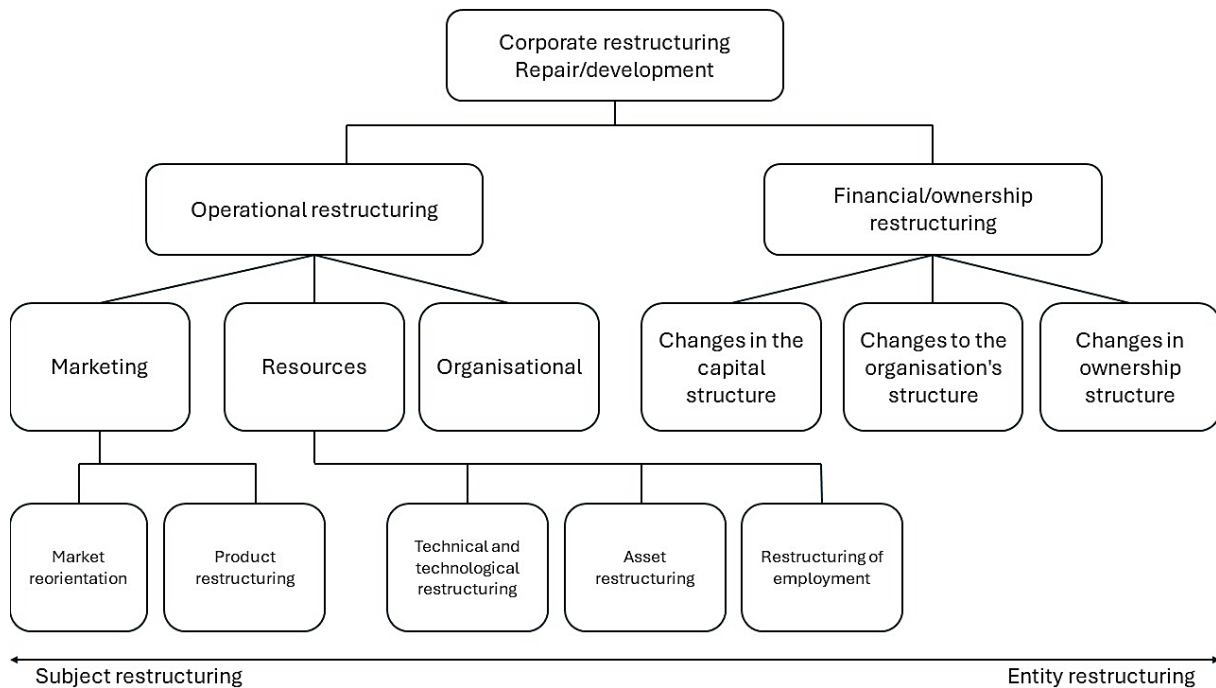 Corporate restructuring
Repair/development
Operational restructuring
Financial/ownership
restructuring
Marketing
Resources
Organisational
Changes in the
capital
structure
Changes to the
organisation's
structure
Changes in
ownership
structure
Market
reorientation
Product
restructuring
Technical and
technological
restructuring
Asset
restructuring
Restructuring of
employment
Subject restructuring
Entity restructuring